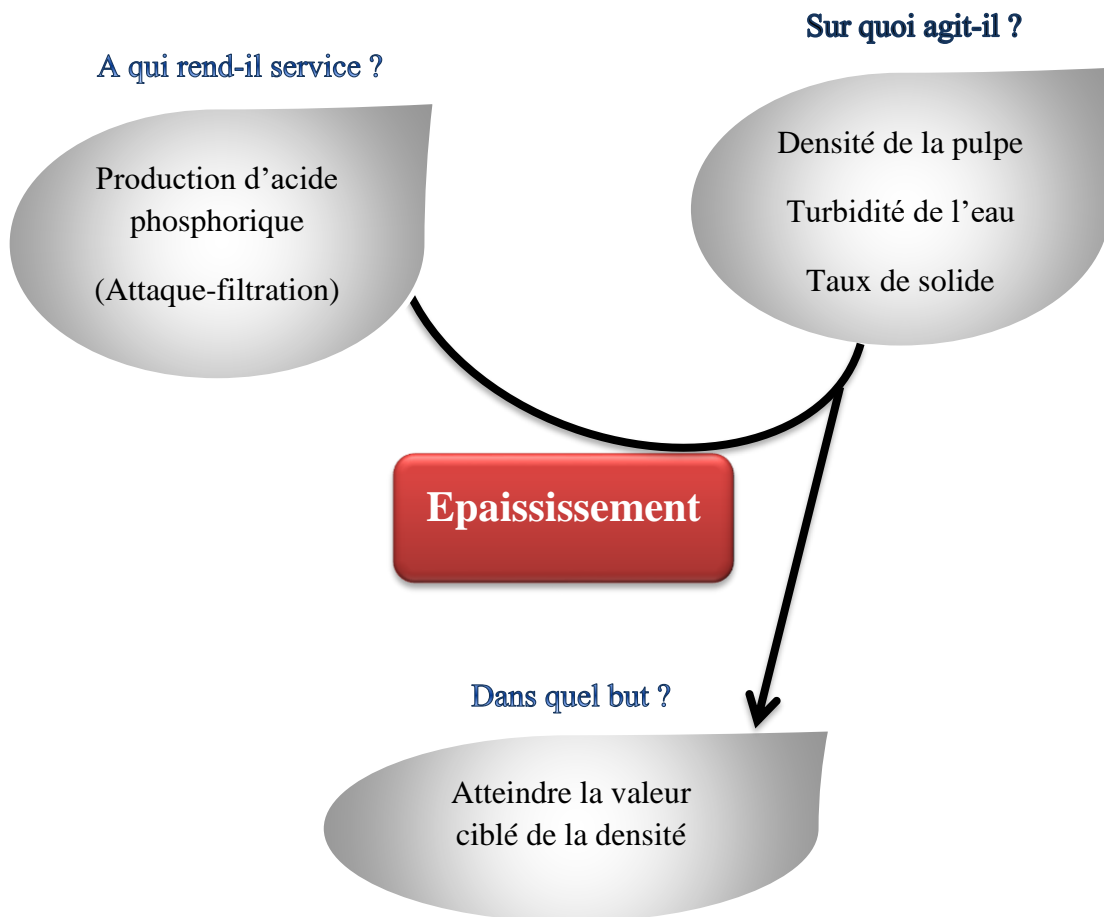 A qui rend-il service ?
Production d’acide
phosphorique
(Attaque-filtration)
Sur quoi agit-il ?
Densité de la pulpe
Turbidité de l’eau
Taux de solide
Epaississement
Dans quel but ?
Atteindre la valeur
ciblé de la densité